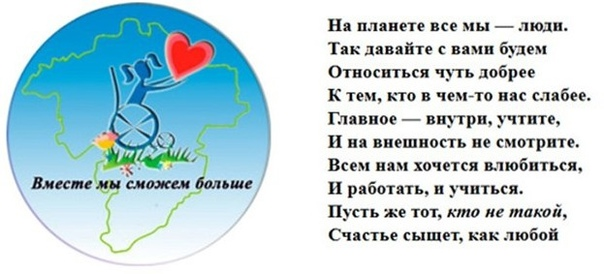 Вместе мы сможем больше
На планете все мы — люди.
Так давайте с вами будем
Относиться чуть добрее
К тем, кто в чем-то нас слабее.
Главное — внутри, учтите,
И на внешность не смотрите.
Всем нам хочется влюбиться,
И работать, и учиться.
Пусть же тот, кто не такой,
Счастье сыщет, как любой